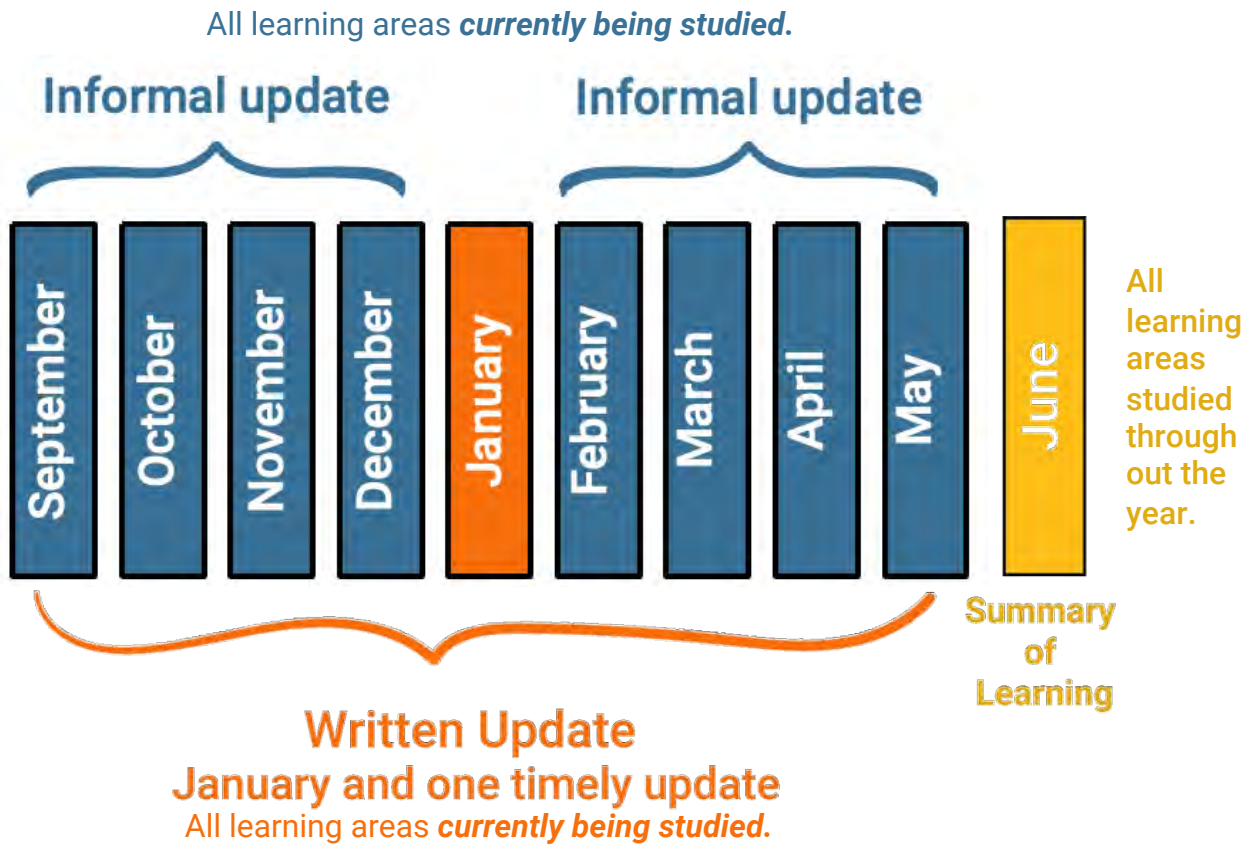 All learning areas currently being studied.
Informal update
Informal update
September
October
November
December
January
February
March
April
May
June
All
learning
areas
studied
through
out the
year.
Summary
of
Learning
Written Update
January and one timely update
All learning areas currently being studied.